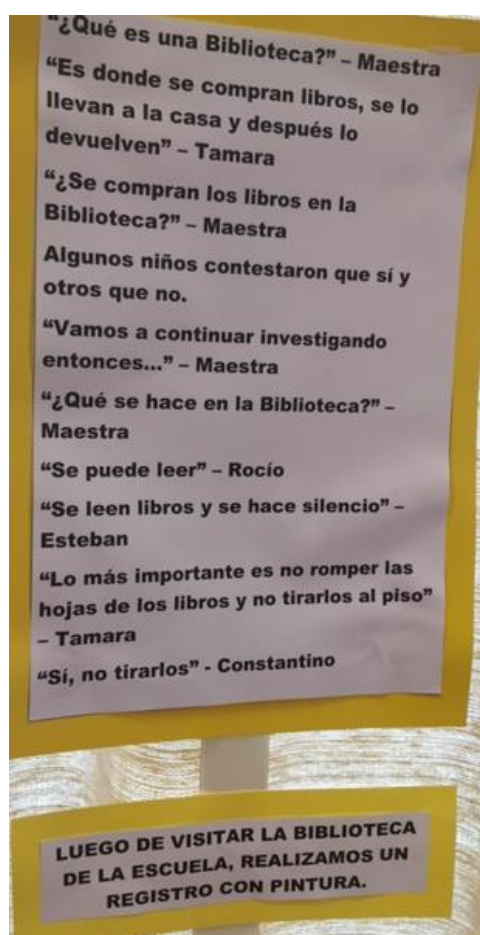 “¿Qué es una Biblioteca?” – Maestra
“Es donde se compran libros, se lo
llevan a la casa y después lo
devuelven” – Tamara
“¿Se compran los libros en la
Biblioteca?” – Maestra
Algunos niños contestaron que sí y
otros que no.
“Vamos a continuar investigando
entonces...” – Maestra
“¿Qué se hace en la Biblioteca?” –
Maestra
“Se puede leer” – Rocío
“Se leen libros y se hace silencio” –
Esteban
“Lo más importante es no romper las
hojas de los libros y no tirarlos al piso”
– Tamara
“Sí, no tirarlos” - Constantino
LUEGO DE VISITAR LA BIBLIOTECA
DE LA ESCUELA, REALIZAMOS UN
REGISTRO CON PINTURA.